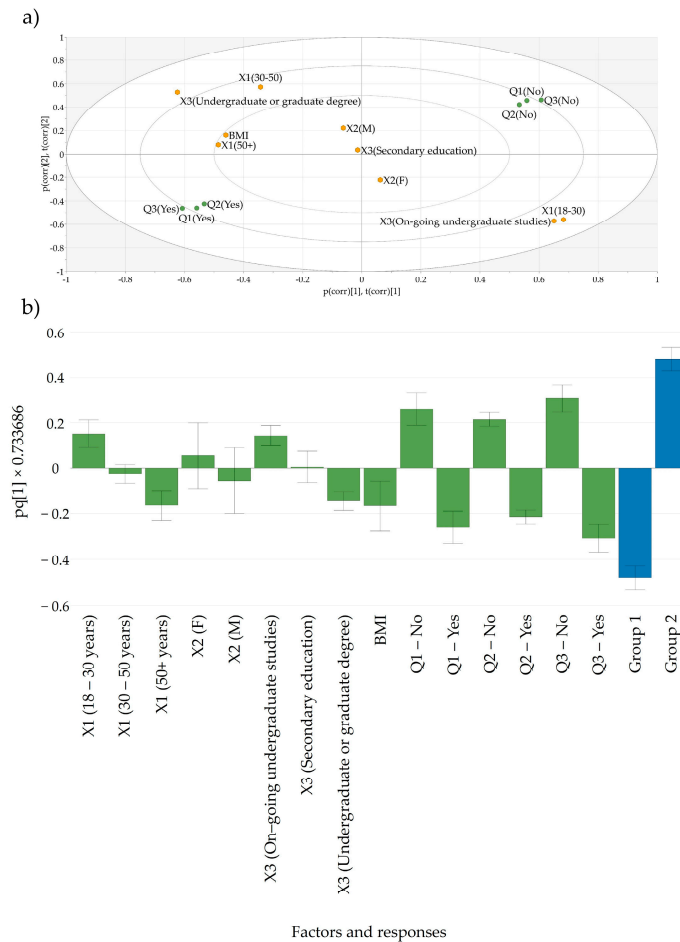 a)
1
0.8
0.6
0.4
0.2
0
-0.2
-0.4
-0.6
-0.8
-1
p(corr)[2], t(corr)[2]
X1(30-50)
X3(Undergraduate or graduate degree)
Q1(No)
Q3(No)
Q2(No)
X2(M)
BMI
X1(50+)
X3(Secondary education)
X2(F)
Q3(Yes)
Q2(Yes)
Q1(Yes)
X1(18-30)
X3(On-going undergraduate studies)
-1 -0.8 -0.6 -0.4 -0.2 0 0.2 0.4 0.6 0.8 1
p(corr)[1], t(corr)[1]
b)
0.6
0.4
0.2
0
− 0.2
− 0.4
− 0.6
pq[1] × 0.733686
X1 (18 – 30 years)
X1 (30 – 50 years)
X1 (50+ years)
X2 (F)
X2 (M)
X3 (On–going undergraduate studies)
X3 (Secondary education)
X3 (Undergraduate or graduate degree)
BMI
Q1 – No
Q1 – Yes
Q2 – No
Q2 – Yes
Q3 – No
Q3 – Yes
Group 1
Group 2
Factors and responses